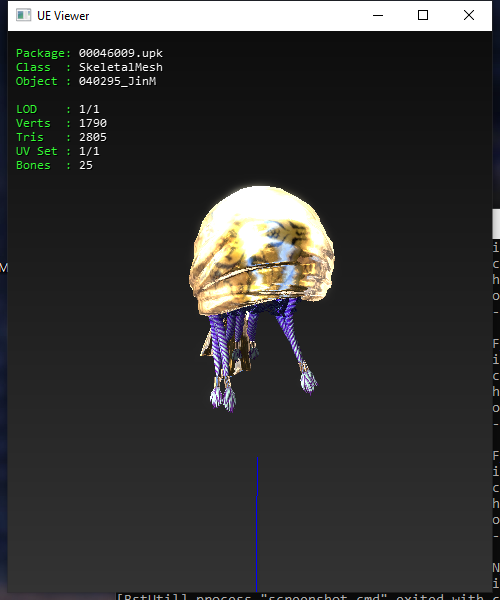 UE Viewer
Package: 00046009.upk
Class : SkeletalMesh
Object : 040295_JinM
LOD : 1/1
Verts : 1790
Tris : 2805
UV Set : 1/1
Bones : 25
M
i
c
h
o
-
F
i
c
h
o
-
F
i
c
h
o
-
N
i
[BstUtil] process "screenshot.cmd" exited with c